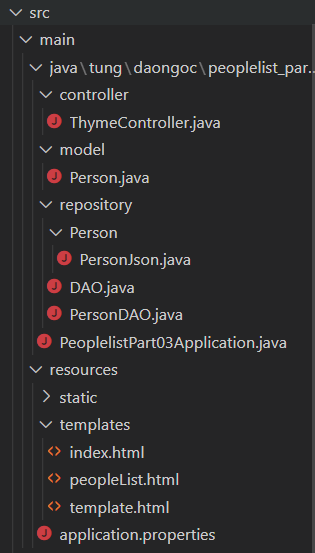 src
main
java\tung\daongoc\peoplelist_par...
controller
ThymeController.java
model
Person.java
repository
Person
PersonJson.java
DAO.java
PersonDAO.java
PeoplelistPart03Application.java
resources
static
templates
index.html
peopleList.html
template.html
application.properties